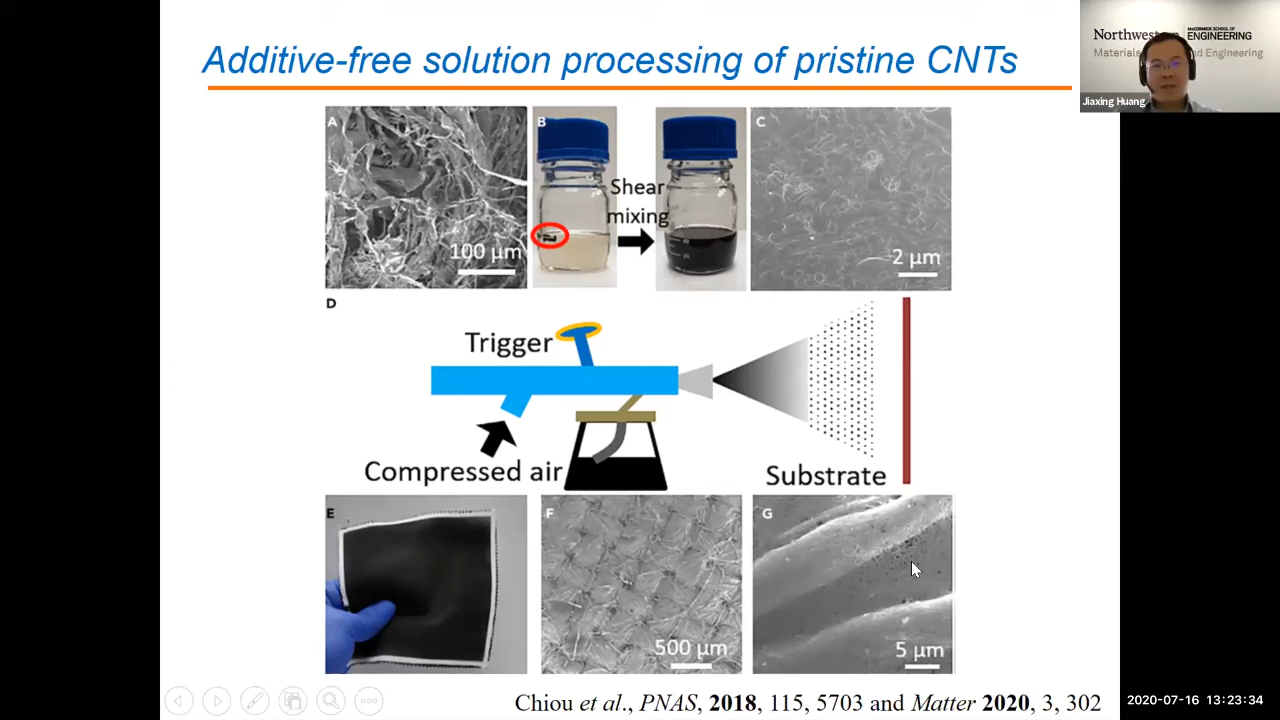 Additive-free solution processing of pristine CNTs
Northwestern
McCORMICK SCHOOL OF
ENGINEERING
Materials
nd Engineering
Jiaxing Huang
A
B
C
Shear
mixing
100 μm
2 μm
D
Trigger
Compressed air
Substrate
E
F
G
500 μm
5 μm
Chiou et al., PNAS, 2018, 115, 5703 and Matter 2020, 3, 302
2020-07-16 13:23:34